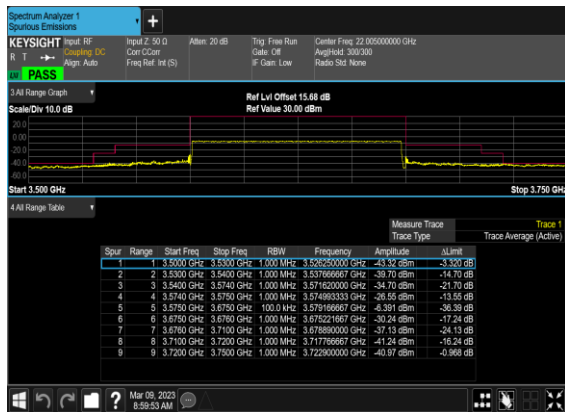 Spectrum Analyzer 1
Spurious Emissions
KEYSIGHT Input: RF Input Z: 50 Ω Atten: 20 dB Trig: Free Run Center Freq: 22.005000000 GHz
R T Coupling: DC Corr CCorr Gate: Off Avg|Hold: 300/300
Align: Auto Freq Ref: Int (S) IF Gain: Low Radio Std: None
PASS
3 All Range Graph
Ref Lvl Offset 15.68 dB
Scale/Div 10.0 dB Ref Value 30.00 dBm
20.0
0.00
-20.0
-40.0
-60.0
Start 3.500 GHz Stop 3.750 GHz
4 All Range Table
Measure Trace Trace 1
Trace Type Trace Average (Active)
Spur Range Start Freq Stop Freq RBW Frequency Amplitude ΔLimit
1 1 3.5000 GHz 3.5300 GHz 1.000 MHz 3.526250000 GHz -43.32 dBm -3.320 dB
2 2 3.5300 GHz 3.5400 GHz 1.000 MHz 3.537666667 GHz -39.70 dBm -14.70 dB
3 3 3.5400 GHz 3.5740 GHz 1.000 MHz 3.571620000 GHz -34.70 dBm -21.70 dB
4 4 3.5740 GHz 3.5750 GHz 1.000 MHz 3.574993333 GHz -26.55 dBm -13.55 dB
5 5 3.5750 GHz 3.6750 GHz 100.0 kHz 3.579166667 GHz -6.391 dBm -36.39 dB
6 6 3.6750 GHz 3.6760 GHz 1.000 MHz 3.675221667 GHz -30.24 dBm -17.24 dB
7 7 3.6760 GHz 3.7100 GHz 1.000 MHz 3.678890000 GHz -37.13 dBm -24.13 dB
8 8 3.7100 GHz 3.7200 GHz 1.000 MHz 3.717766667 GHz -41.24 dBm -16.24 dB
9 9 3.7200 GHz 3.7500 GHz 1.000 MHz 3.722900000 GHz -40.97 dBm -0.968 dB
Mar 09, 2023
8:59:53 AM